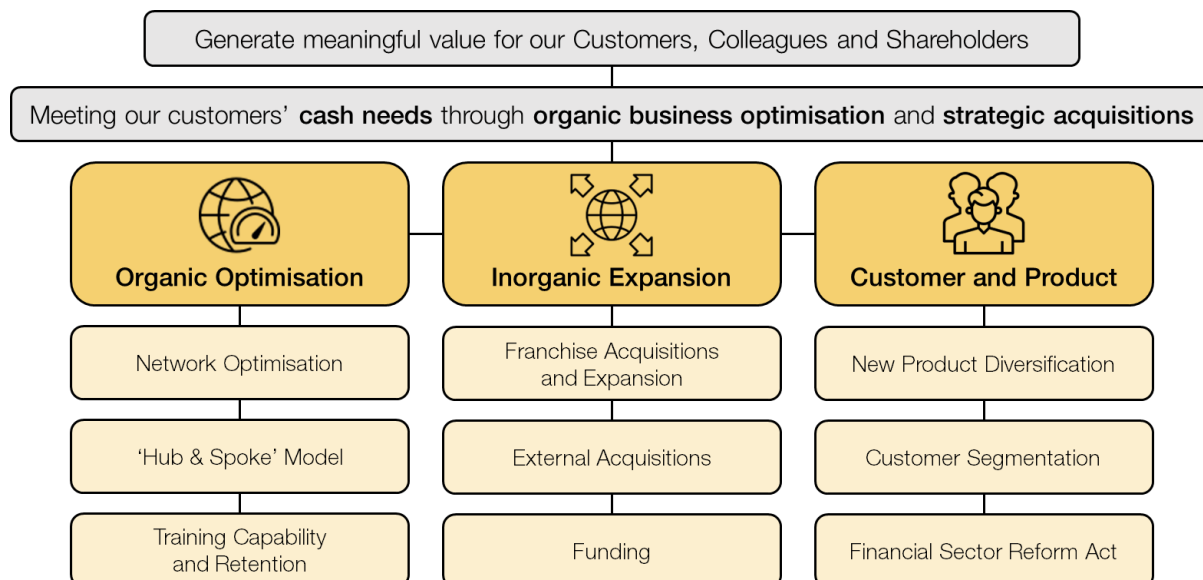 Generate meaningful value for our Customers, Colleagues and Shareholders
Meeting our customers’ cash needs through organic business optimisation and strategic acquisitions
Organic Optimisation
Network Optimisation
‘Hub & Spoke’ Model
Training Capability
and Retention
Inorganic Expansion
Franchise Acquisitions
and Expansion
External Acquisitions
Funding
Customer and Product
New Product Diversification
Customer Segmentation
Financial Sector Reform Act